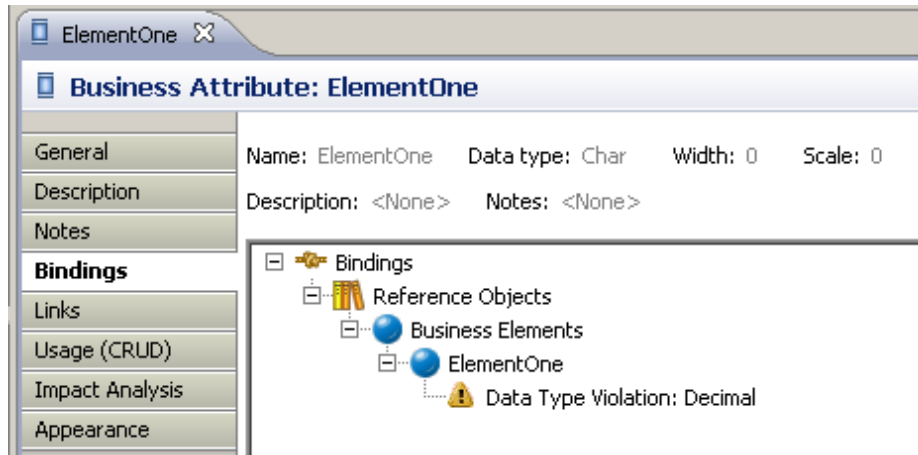 ElementOne
Business Attribute: ElementOne
General
Name: ElementOne Data type: Char Width: 0 Scale: 0
Description
Description: <None> Notes: <None>
Notes
Bindings
Links
Usage (CRUD)
Impact Analysis
Appearance
Bindings
Reference Objects
Business Elements
ElementOne
Data Type Violation: Decimal